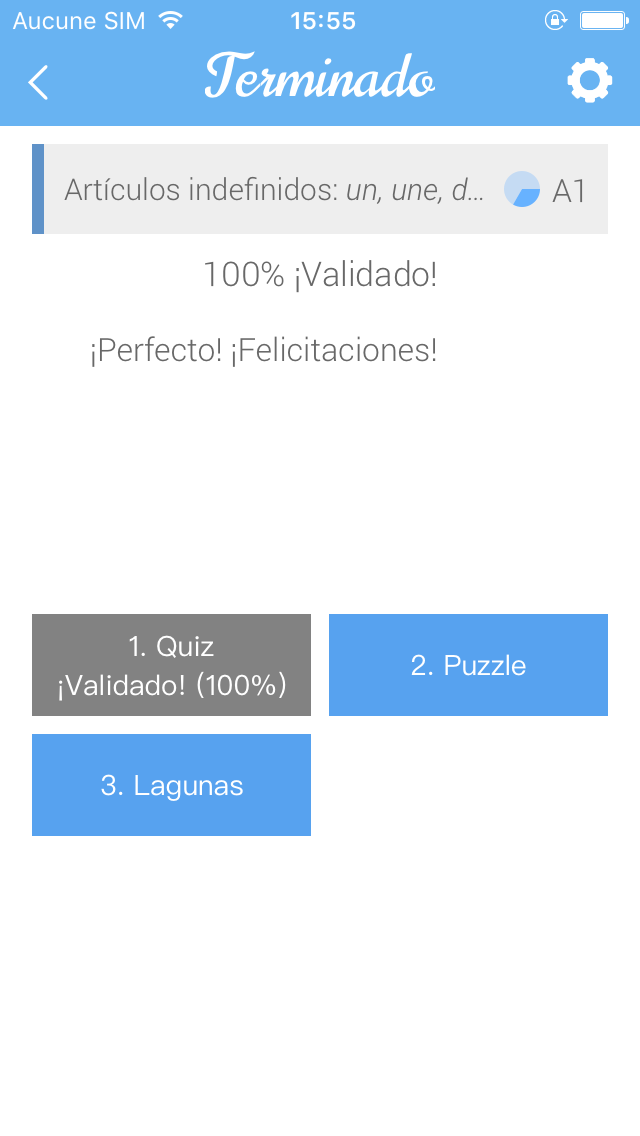 Aucune SIM 15:55
Terminado
Artículos indefinidos: un, une, d... A1
100% ¡Validado!
¡Perfecto! ¡Felicitaciones!
1. Quiz
¡Validado! (100%)
2. Puzzle
3. Lagunas